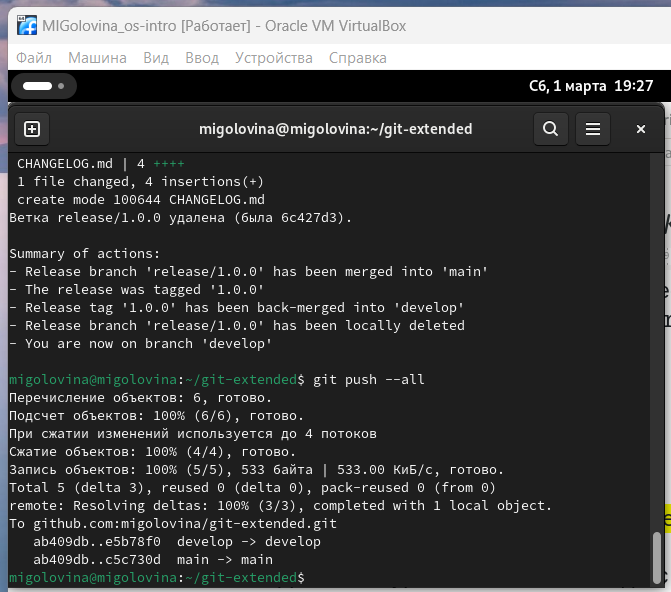 MIGolovina_os-intro [Работает] - Oracle VM VirtualBox
Файл Машина Вид Ввод Устройства Справка
Сб, 1 марта 19:27
migolovina@migolovina:~/git-extended
CHANGELOG.md | 4 ++++
1 file changed, 4 insertions(+)
create mode 100644 CHANGELOG.md
Ветка release/1.0.0 удалена (была 6c427d3).
Summary of actions:
- Release branch 'release/1.0.0' has been merged into 'main'
- The release was tagged '1.0.0'
- Release tag '1.0.0' has been back-merged into 'develop'
- Release branch 'release/1.0.0' has been locally deleted
- You are now on branch 'develop'
migolovina@migolovina:~/git-extended$ git push --all
Перечисление объектов: 6, готово.
Подсчет объектов: 100% (6/6), готово.
При сжатии изменений используется до 4 потоков
Сжатие объектов: 100% (4/4), готово.
Запись объектов: 100% (5/5), 533 байта | 533.00 КиБ/с, готово.
Total 5 (delta 3), reused 0 (delta 0), pack-reused 0 (from 0)
remote: Resolving deltas: 100% (3/3), completed with 1 local object.
To github.com:migolovina/git-extended.git
ab409db..e5b78f0 develop -> develop
ab409db..c5c730d main -> main
migolovina@migolovina:~/git-extended$